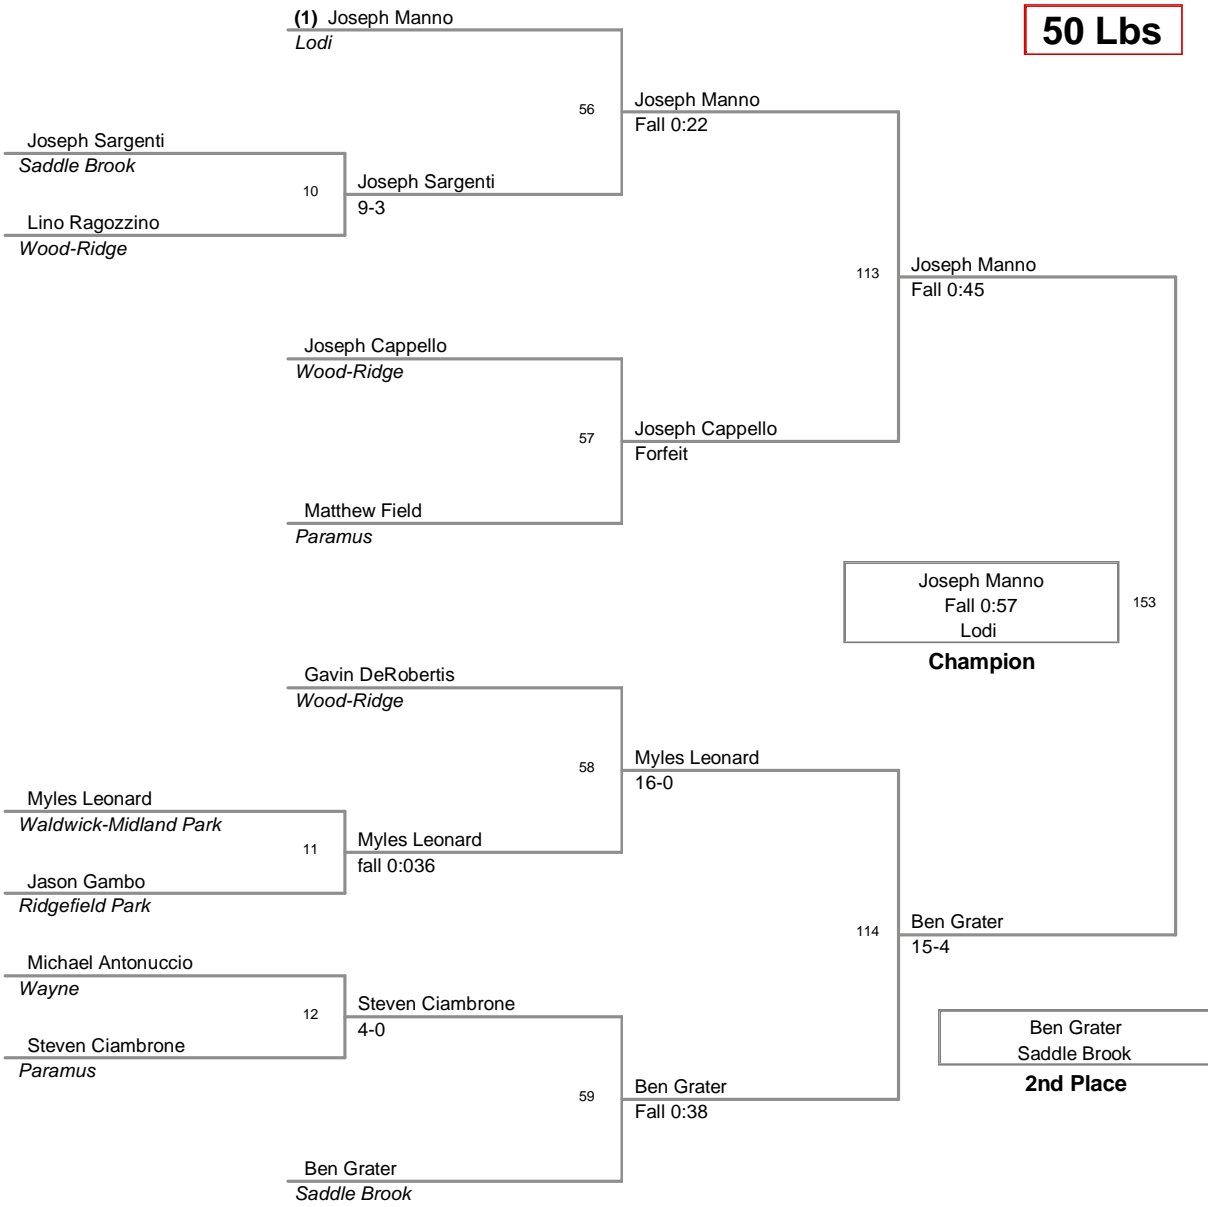 (1) Joseph Manno
Lodi
50 Lbs
56
Joseph Manno
Fall 0:22
Joseph Sargenti
Saddle Brook
10
Joseph Sargenti
9-3
Lino Ragozzino
Wood-Ridge
113
Joseph Manno
Fall 0:45
Joseph Cappello
Wood-Ridge
57
Joseph Cappello
Forfeit
Matthew Field
Paramus
Joseph Manno
Fall 0:57
Lodi
Champion
153
Gavin DeRobertis
Wood-Ridge
58
Myles Leonard
16-0
Myles Leonard
Waldwick-Midland Park
11
Myles Leonard
fall 0:036
Jason Gambo
Ridgefield Park
114
Ben Grater
15-4
Michael Antonuccio
Wayne
12
Steven Ciambrone
4-0
Steven Ciambrone
Paramus
Ben Grater
Saddle Brook
2nd Place
59
Ben Grater
Fall 0:38
Ben Grater
Saddle Brook